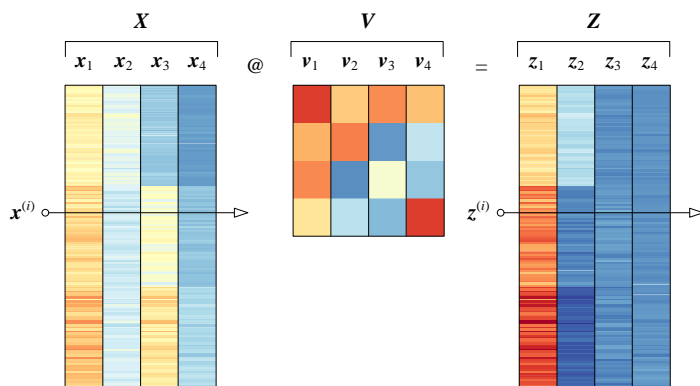 X V Z
x₁ x₂ x₃ x₄ @ v₁ v₂ v₃ v₄ = z₁ z₂ z₃ z₄
x⁽ⁱ⁾ z⁽ⁱ⁾